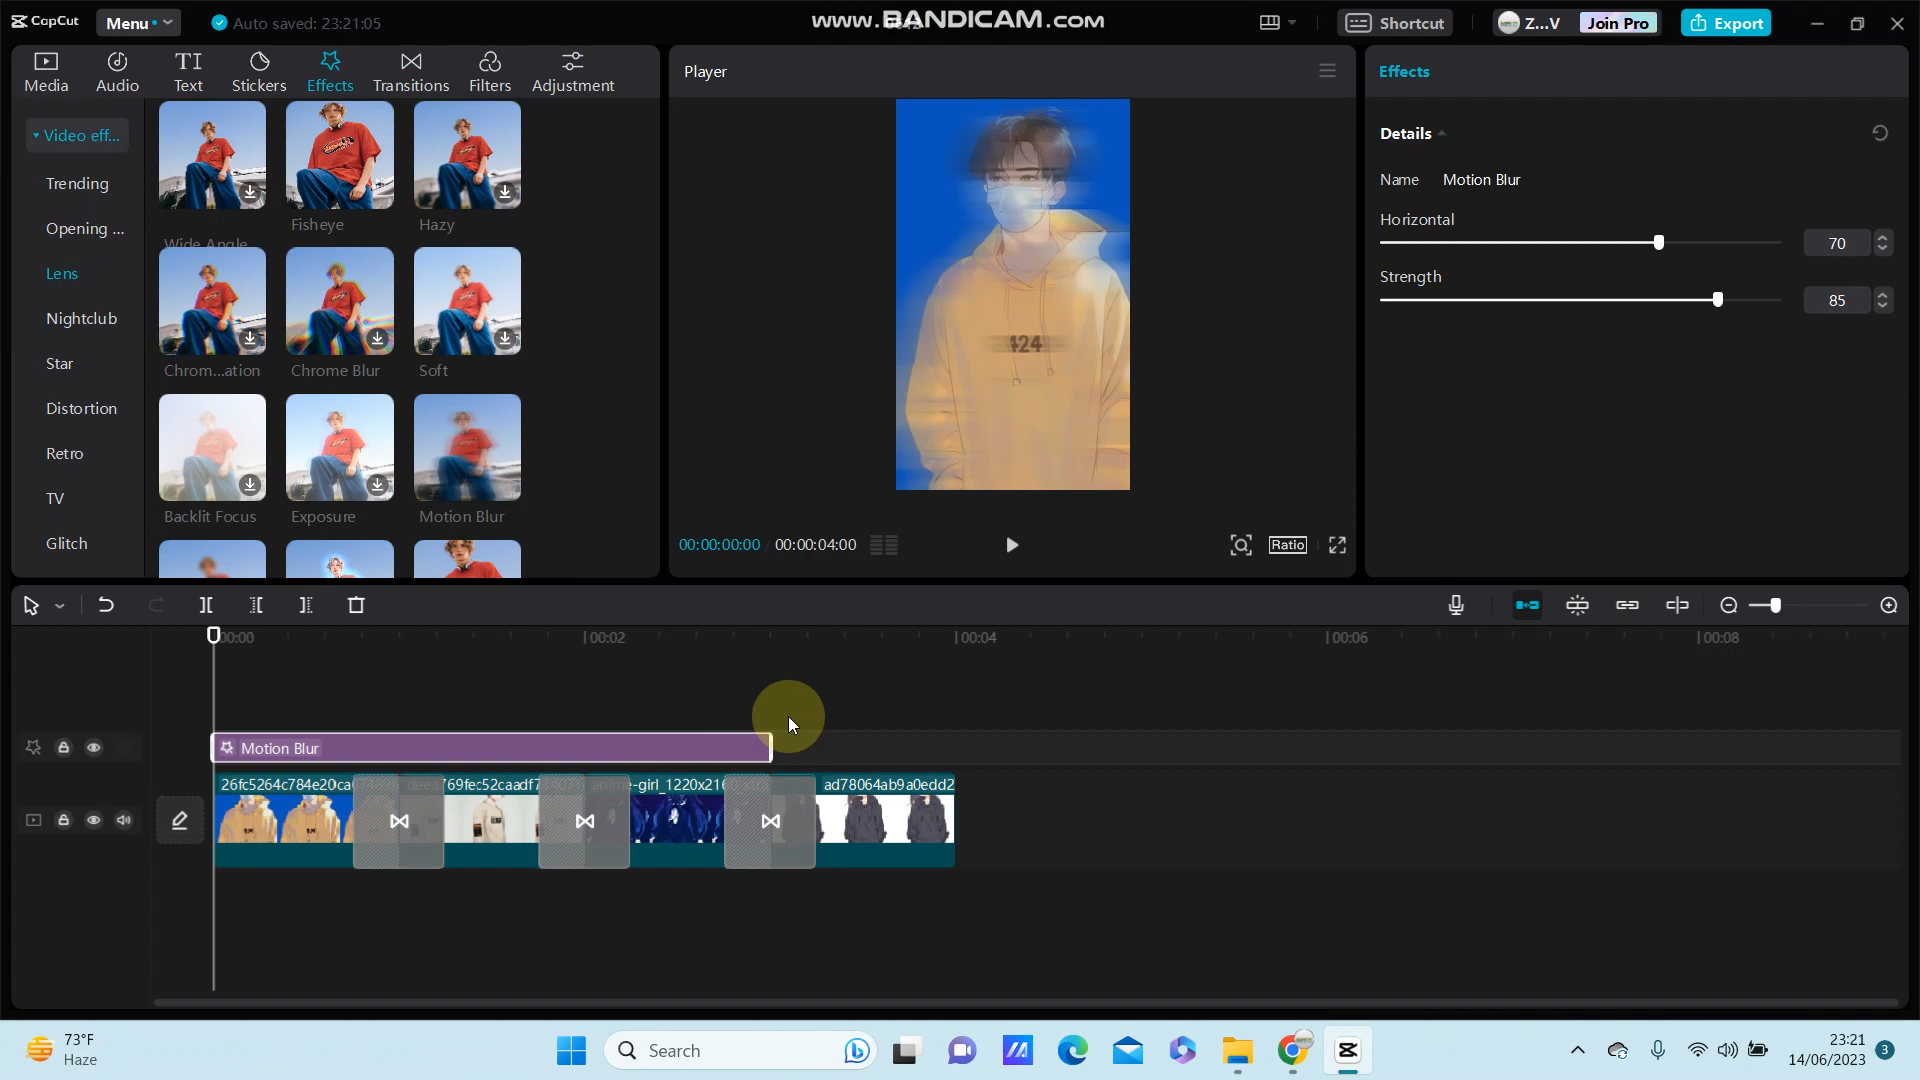 CapCut
Menu
Auto saved: 23:21:05
www.BANDICAM.com
Shortcut
Z...V
Join Pro
Export
Media
Audio
Text
Stickers
Effects
Transitions
Filters
Adjustment
Player
Effects
Video eff...
Trending
Opening ...
Lens
Nightclub
Star
Distortion
Retro
TV
Glitch
Wide Angle
Fisheye
Hazy
Chrom...ation
Chrome Blur
Soft
Backlit Focus
Exposure
Motion Blur
424
00:00:00:00
00:00:04:00
Ratio
Details
Name
Motion Blur
Horizontal
70
Strength
85
00:00
00:02
00:04
00:06
00:08
Motion Blur
ad78064ab9a0edd2
73°F
Haze
Search
23:21
14/06/2023
3